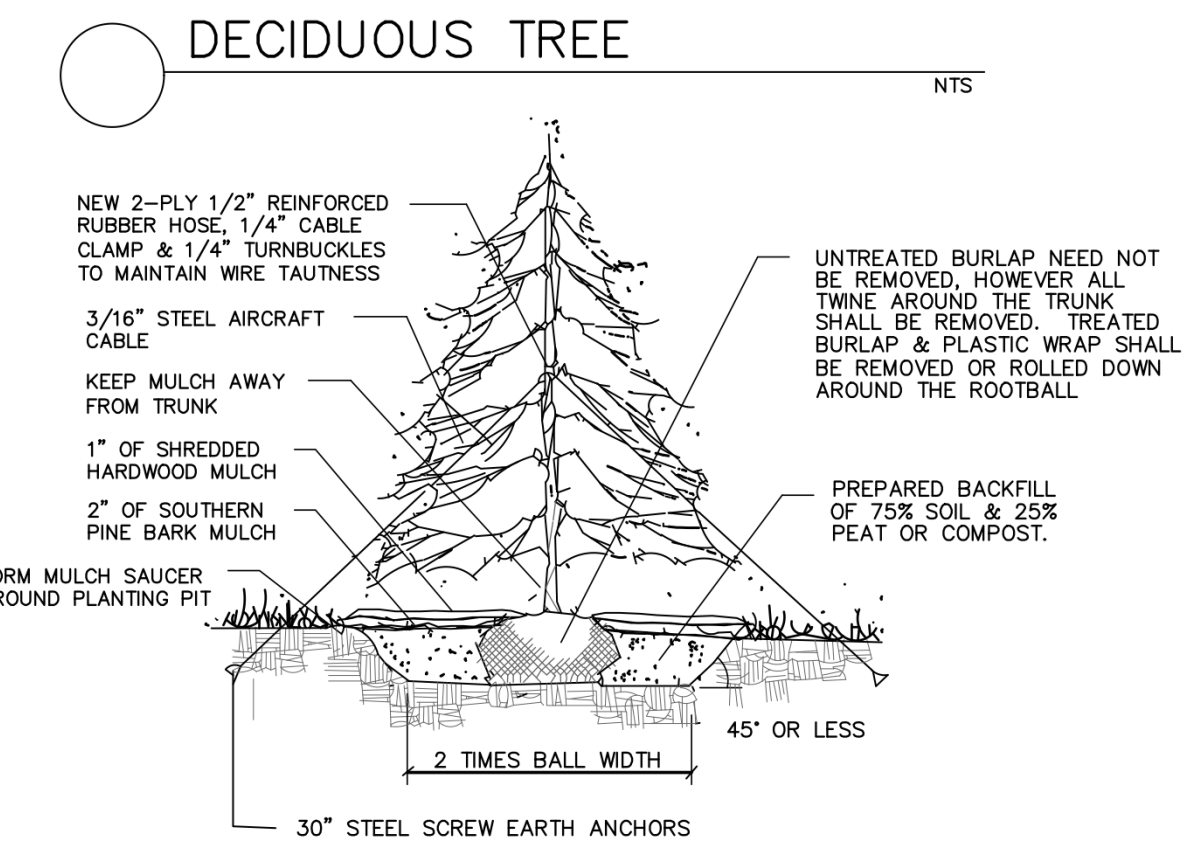 DECIDUOUS TREE
NTS
NEW 2–PLY 1/2” REINFORCED
RUBBER HOSE, 1/4” CABLE
CLAMP & 1/4” TURNBUCKLES
TO MAINTAIN WIRE TAUTNESS
3/16” STEEL AIRCRAFT
CABLE
KEEP MULCH AWAY
FROM TRUNK
1” OF SHREDDED
HARDWOOD MULCH
2” OF SOUTHERN
PINE BARK MULCH
ORM MULCH SAUCER
ROUND PLANTING PIT
UNTREATED BURLAP NEED NOT
BE REMOVED, HOWEVER ALL
TWINE AROUND THE TRUNK
SHALL BE REMOVED. TREATED
BURLAP & PLASTIC WRAP SHALL
BE REMOVED OR ROLLED DOWN
AROUND THE ROOTBALL
PREPARED BACKFILL
OF 75% SOIL & 25%
PEAT OR COMPOST.
45° OR LESS
2 TIMES BALL WIDTH
30” STEEL SCREW EARTH ANCHORS